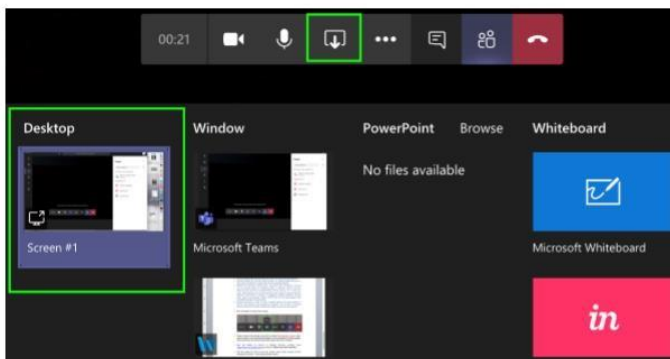 00:21
Desktop
Window
PowerPoint
Browse
Whiteboard
No files available
Screen #1
Microsoft Teams
Microsoft Whiteboard
in